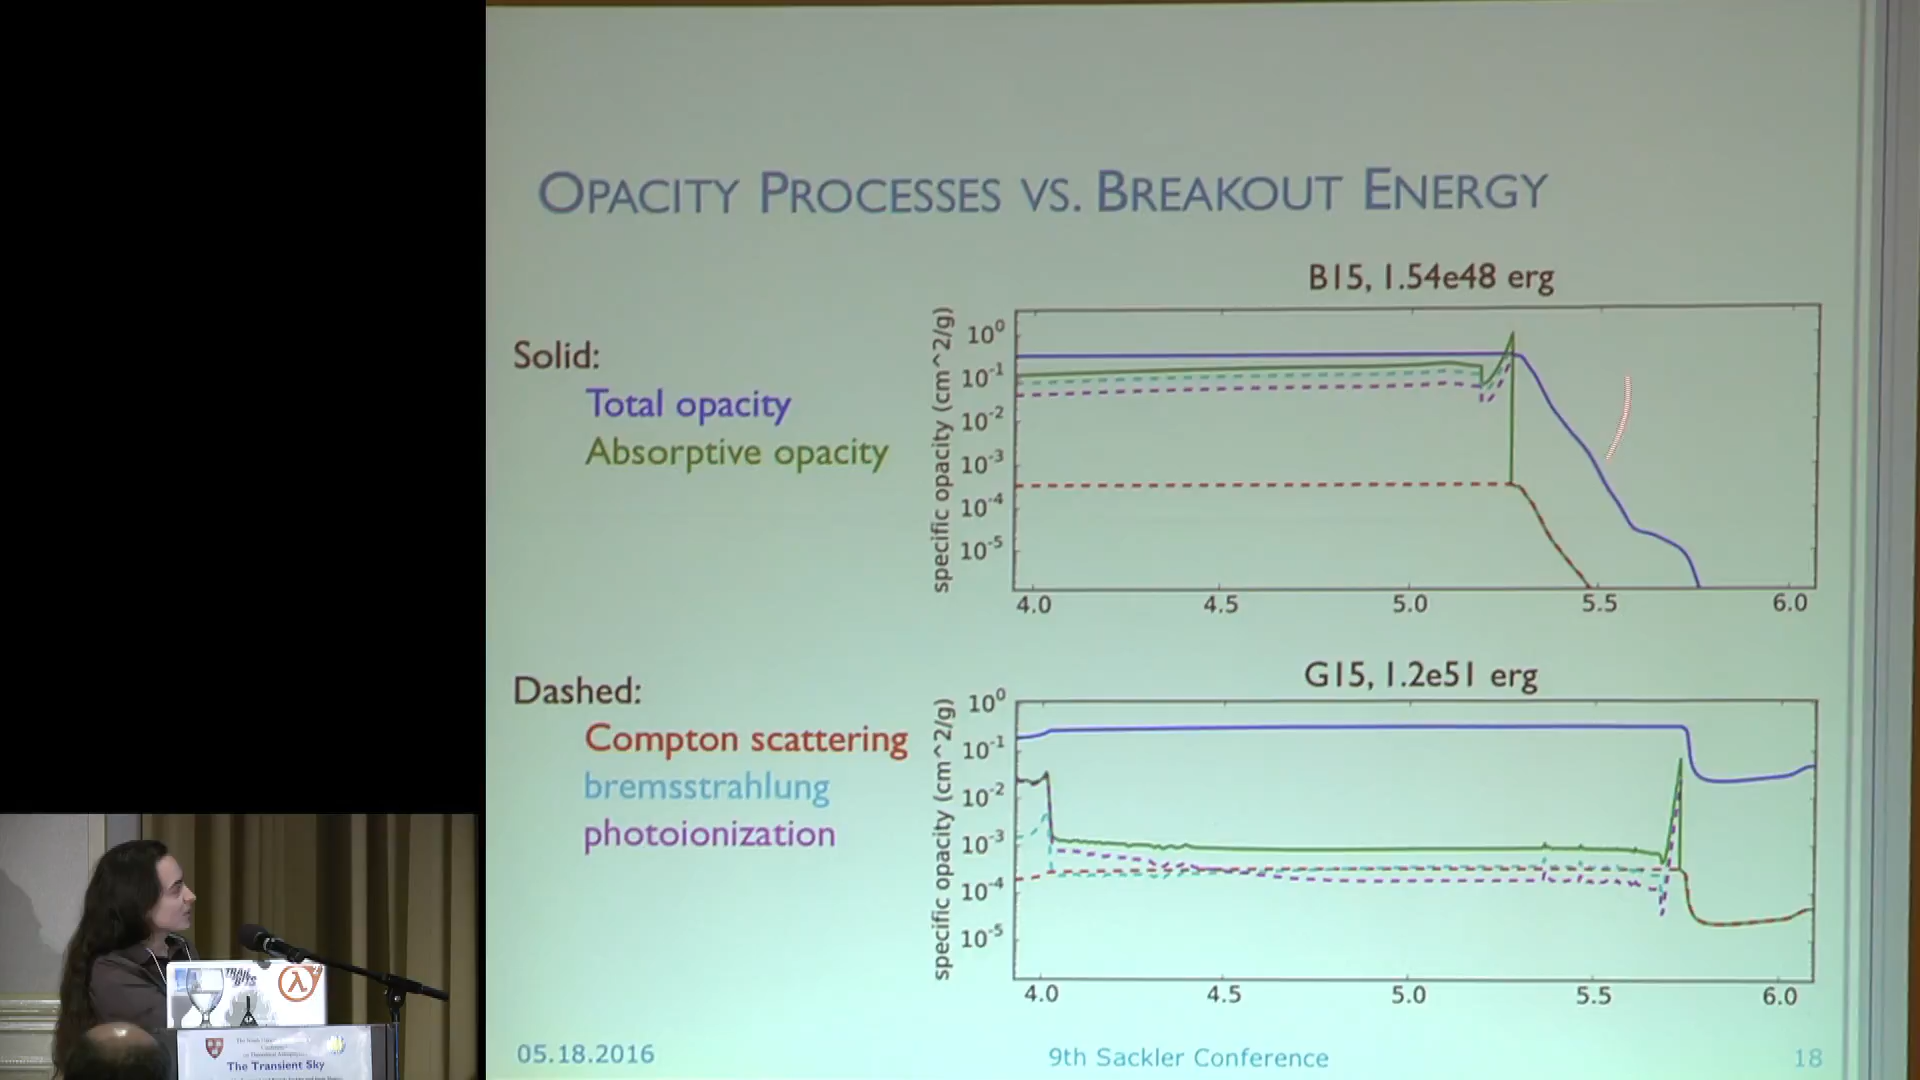 OPACITY PROCESSES VS. BREAKOUT ENERGY
B15, 1.54e48 erg
Solid:
Total opacity
Absorptive opacity
specific opacity (cm^2/g)
10^0
10^-1
10^-2
10^-3
10^-4
10^-5
4.0 4.5 5.0 5.5 6.0
G15, 1.2e51 erg
Dashed:
Compton scattering
bremsstrahlung
photoionization
specific opacity (cm^2/g)
10^0
10^-1
10^-2
10^-3
10^-4
10^-5
4.0 4.5 5.0 5.5 6.0
05.18.2016 9th Sackler Conference 18
λ
The Transient Sky